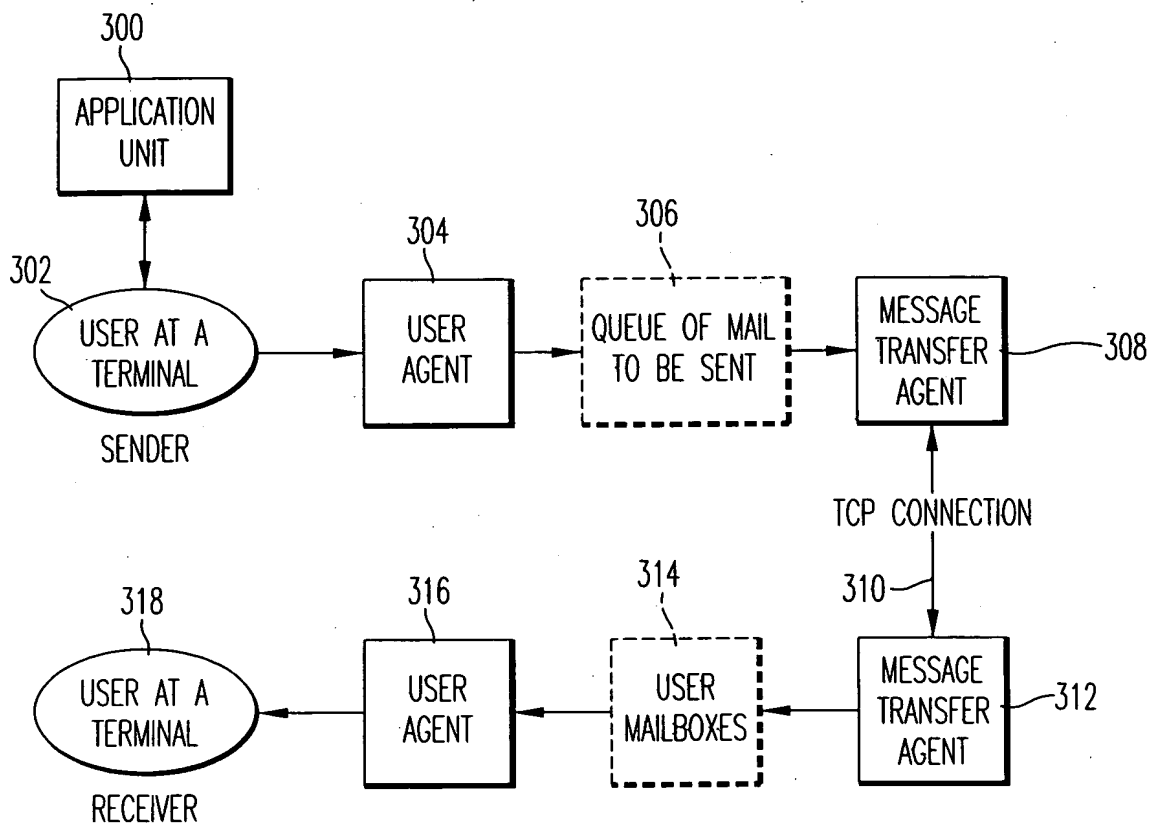 300
APPLICATION
UNIT
302
USER AT A
TERMINAL
SENDER
304
USER
AGENT
306
QUEUE OF MAIL
TO BE SENT
MESSAGE
TRANSFER
AGENT
308
TCP CONNECTION
310
318
USER AT A
TERMINAL
RECEIVER
316
USER
AGENT
314
USER
MAILBOXES
MESSAGE
TRANSFER
AGENT
312